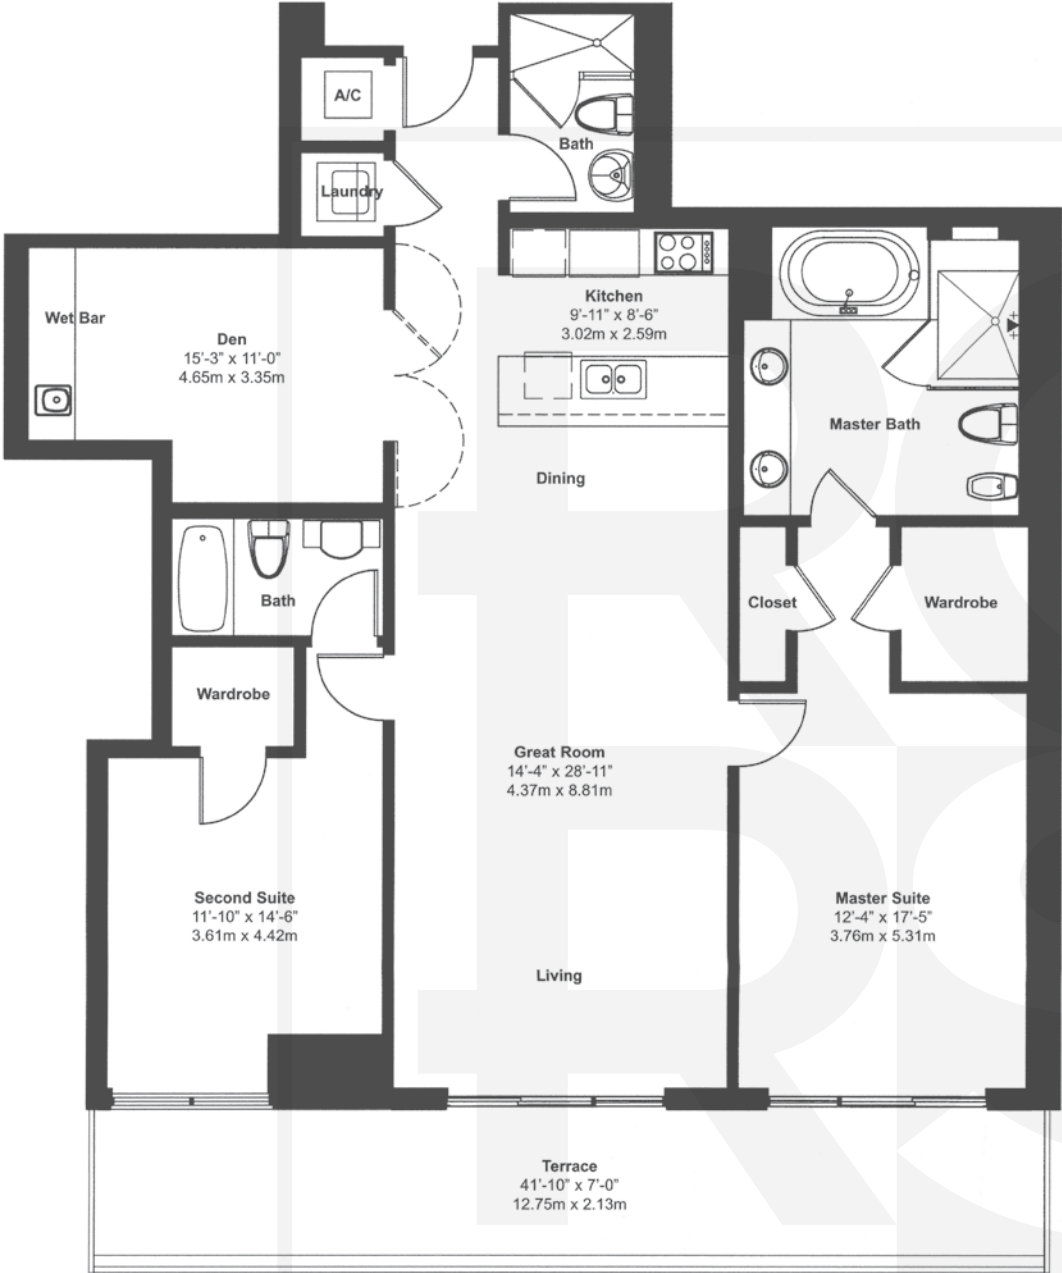 A/C
Bath
Laundry
Kitchen
9'-11" x 8'-6"
3.02m x 2.59m
Wet Bar
Den
15'-3" x 11'-0"
4.65m x 3.35m
Master Bath
Dining
Bath
Closet
Wardrobe
Wardrobe
Great Room
14'-4" x 28'-11"
4.37m x 8.81m
Second Suite
11'-10" x 14'-6"
3.61m x 4.42m
Master Suite
12'-4" x 17'-5"
3.76m x 5.31m
Living
Terrace
41'-10" x 7'-0"
12.75m x 2.13m